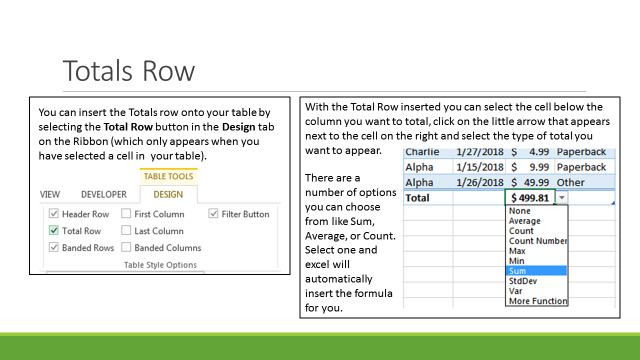 Totals Row
You can insert the Totals row onto your table by
selecting the Total Row button in the Design tab
on the Ribbon (which only appears when you
have selected a cell in your table).
TABLE TOOLS
VIEW DEVELOPER DESIGN
Header Row First Column Filter Button
Total Row Last Column
Banded Rows Banded Columns
Table Style Options
With the Total Row inserted you can select the cell below the
column you want to total, click on the little arrow that appears
next to the cell on the right and select the type of total you
want to appear.
There are a
number of options
you can choose
from like Sum,
Average, or Count.
Select one and
excel will
automatically
insert the formula
for you.
Charlie 1/27/2018 $ 4.99 Paperback
Alpha 1/15/2018 $ 9.99 Paperback
Alpha 1/26/2018 $ 49.99 Other
Total $ 499.81
None
Average
Count
Count Number
Max
Min
Sum
StdDev
Var
More Function